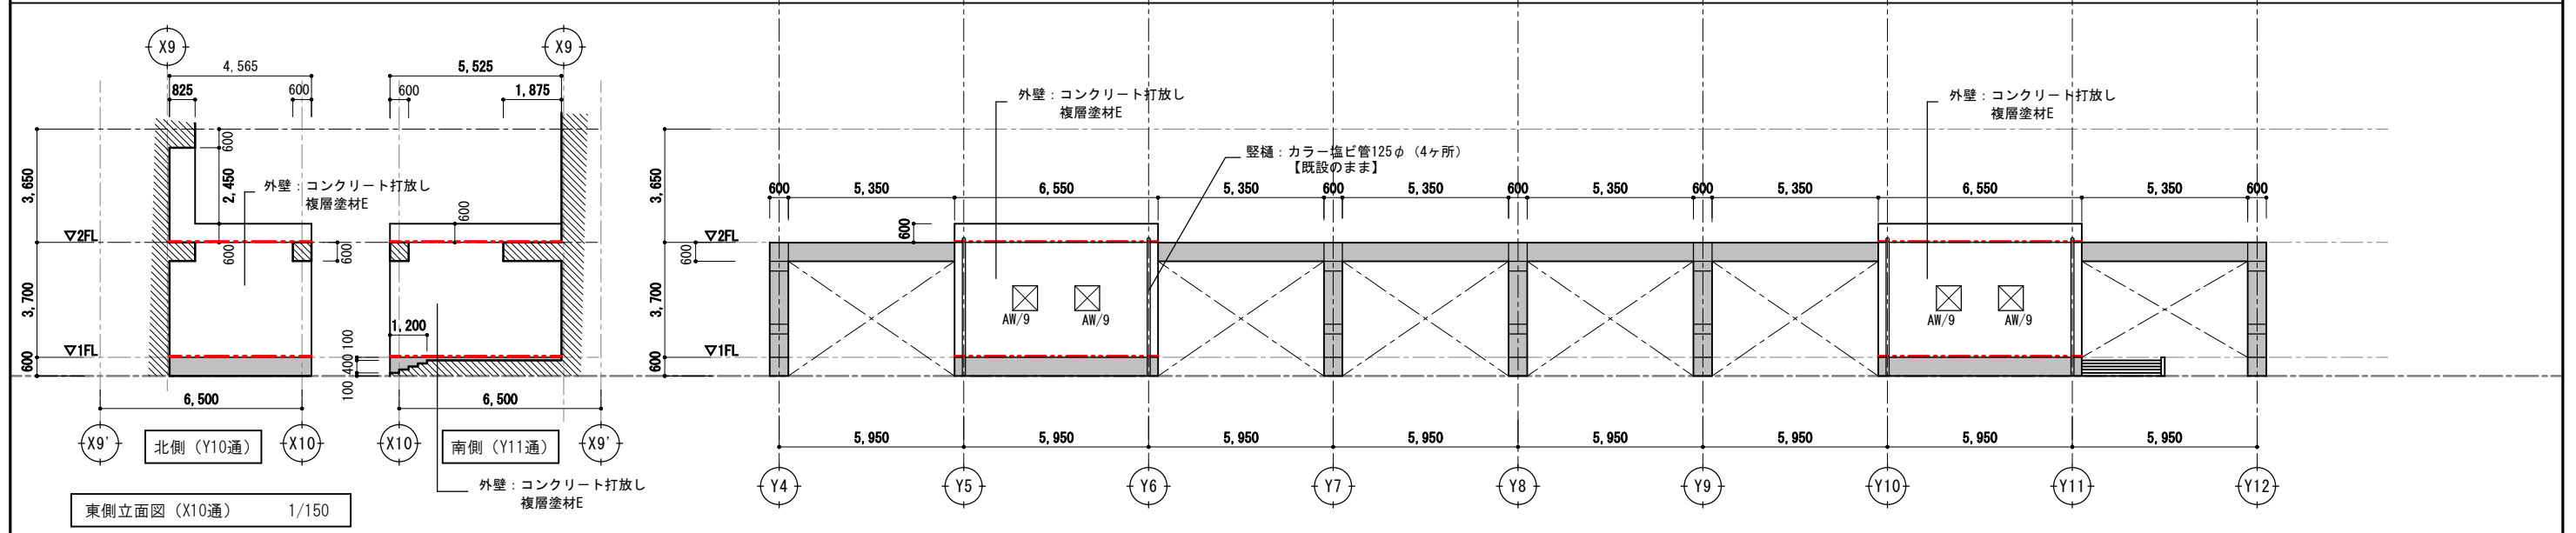 X9
X9
4,565
825
600
5,525
600
1,875
3,650
3,700
600
600
2,450
600
外壁：コンクリート打放し
複層塗材E
600
600
▽2FL
▽1FL
1,200
100
400
100
6,500
6,500
X9'
北側（Y10通）
X10
X10
南側（Y11通）
X9'
外壁：コンクリート打放し
複層塗材E
東側立面図（X10通） 1/150
外壁：コンクリート打放し
複層塗材E
竪樋：カラー塩ビ管125φ（4ヶ所）
【既設のまま】
外壁：コンクリート打放し
複層塗材E
3,650
3,700
600
600
5,350
6,550
5,350
600
5,350
600
5,350
600
5,350
6,550
5,350
600
▽2FL
600
600
▽1FL
AW/9
AW/9
AW/9
AW/9
5,950
5,950
5,950
5,950
5,950
5,950
5,950
5,950
Y4
Y5
Y6
Y7
Y8
Y9
Y10
Y11
Y12